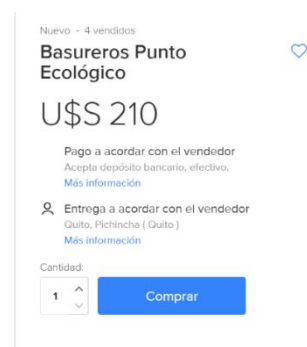 Nuevo - 4 vendidos
Basureros Punto
Ecológico
U$S 210
Pago a acordar con el vendedor
Acepta depósito bancario, efectivo.
Más información
Entrega a acordar con el vendedor
Quito, Pichincha ( Quito )
Más información
Cantidad:
1
Comprar